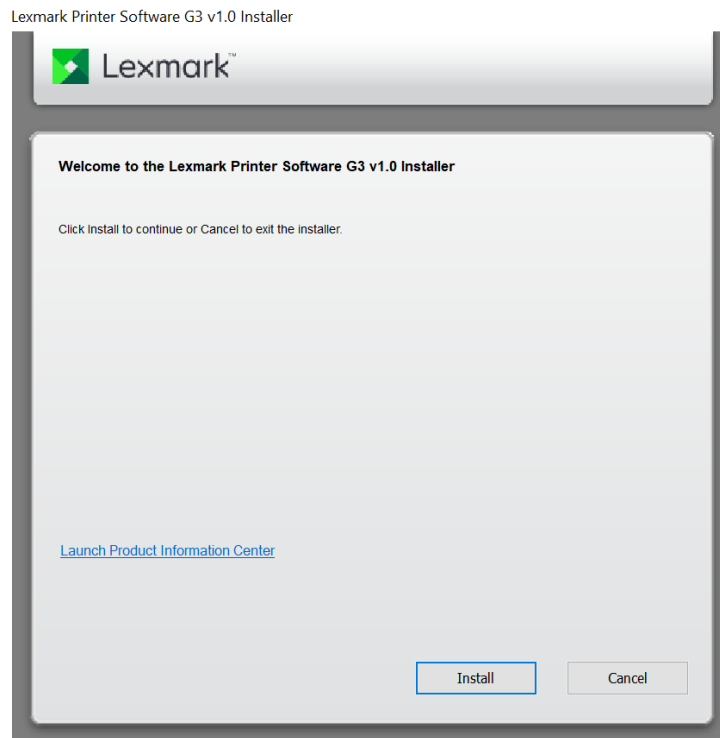 Lexmark Printer Software G3 v1.0 Installer
Lexmark™
Welcome to the Lexmark Printer Software G3 v1.0 Installer
Click Install to continue or Cancel to exit the installer.
Launch Product Information Center
Install Cancel